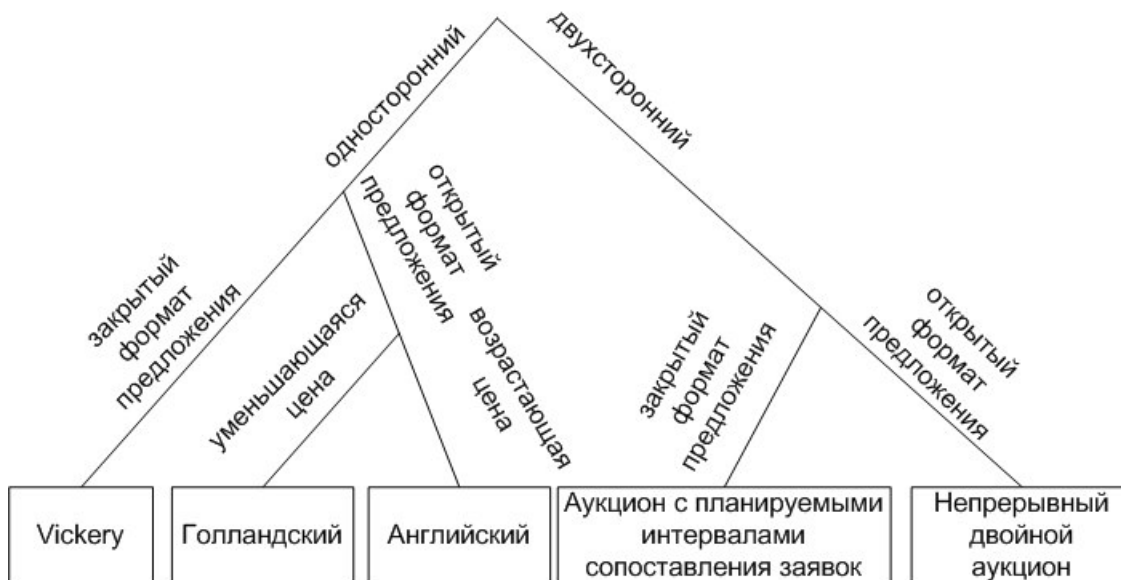 односторонний
двухсторонний
закрытый
формат
предложения
открытый
формат
предложения
уменьшающаяся
цена
возрастающая
цена
закрытый
формат
предложения
открытый
формат
предложения
Vickery
Голландский
Английский
Аукцион с планируемыми
интервалами
сопоставления заявок
Непрерывный
двойной
аукцион